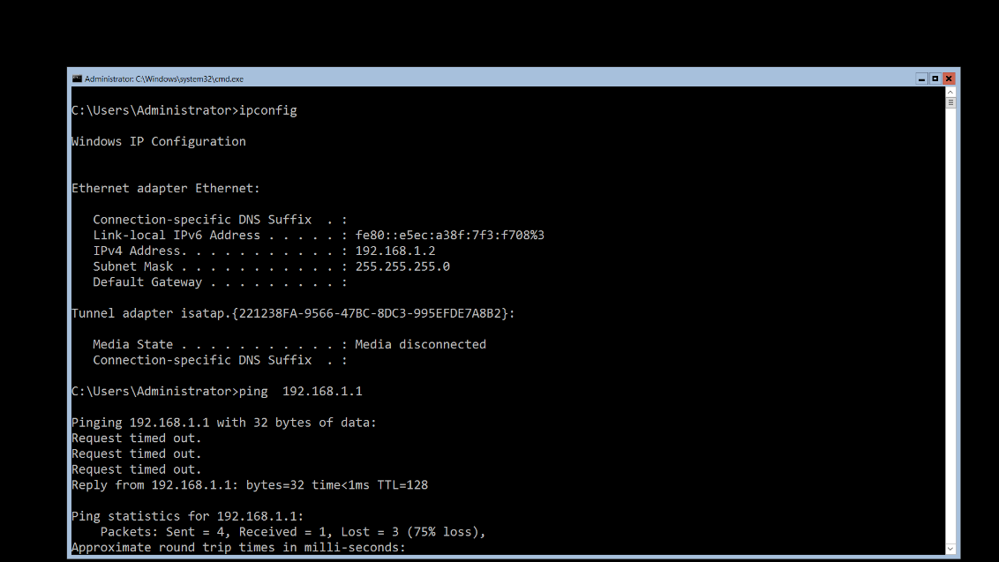 Administrator: C:\Windows\system32\cmd.exe
C:\Users\Administrator>ipconfig
Windows IP Configuration
Ethernet adapter Ethernet:
Connection-specific DNS Suffix  . :
Link-local IPv6 Address . . . . . : fe80::e5ec:a38f:7f3:f708%3
IPv4 Address. . . . . . . . . . . : 192.168.1.2
Subnet Mask . . . . . . . . . . . : 255.255.255.0
Default Gateway . . . . . . . . . :
Tunnel adapter isatap.{221238FA-9566-47BC-8DC3-995EFDE7A8B2}:
Media State . . . . . . . . . . . : Media disconnected
Connection-specific DNS Suffix  . :
C:\Users\Administrator>ping  192.168.1.1
Pinging 192.168.1.1 with 32 bytes of data:
Request timed out.
Request timed out.
Request timed out.
Reply from 192.168.1.1: bytes=32 time<1ms TTL=128
Ping statistics for 192.168.1.1:
Packets: Sent = 4, Received = 1, Lost = 3 (75% loss),
Approximate round trip times in milli-seconds: